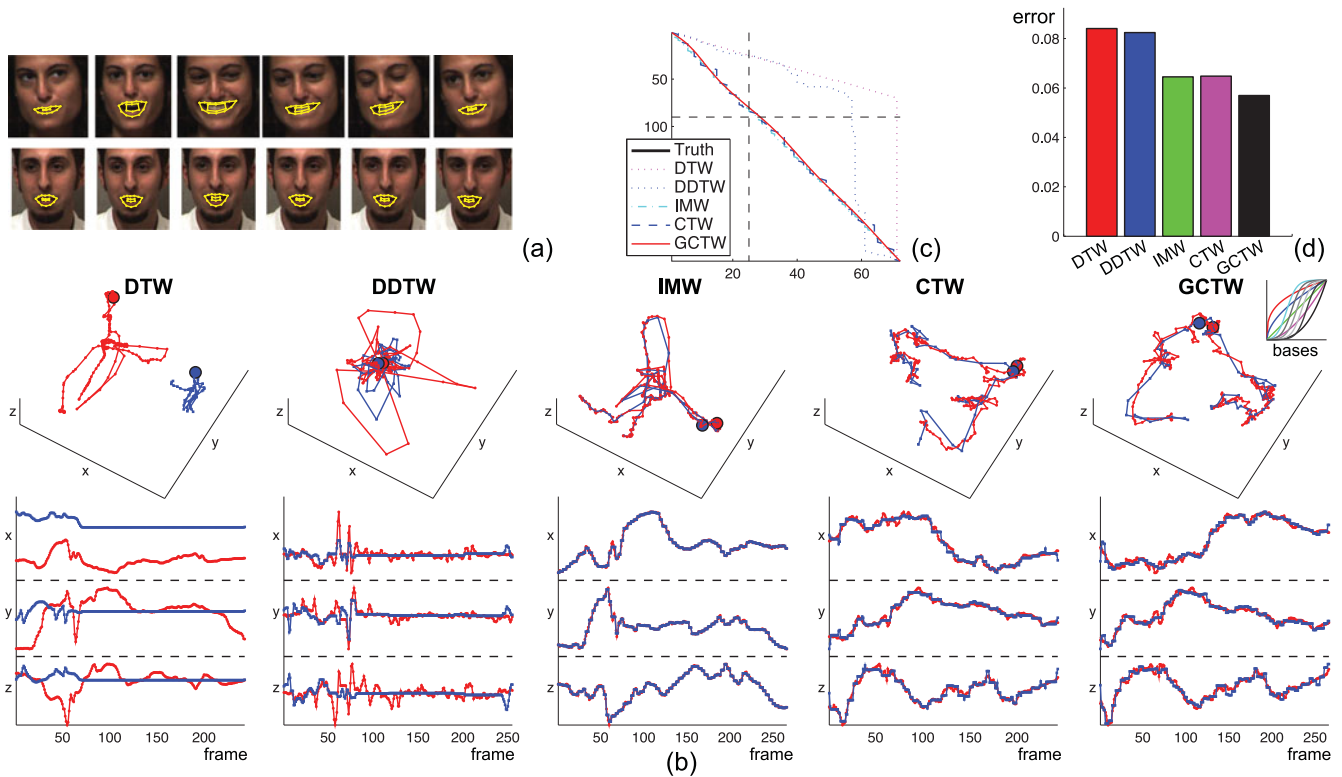 (a)
50
100
Truth
DTW
DDTW
IMW
CTW
GCTW
20
40
60
(c)
error
0.08
0.06
0.04
0.02
0
DTW
DDTW
IMW
CTW
GCTW
(d)
DTW
DDTW
IMW
CTW
GCTW
bases
z
x
y
z
x
y
z
x
y
z
x
y
z
x
y
x
y
z
50
100
150
200
frame
x
y
z
50
100
150
200
250
frame
x
y
z
50
100
150
200
250
frame
x
y
z
50
100
150
200
frame
x
y
z
50
100
150
200
250
frame
(b)